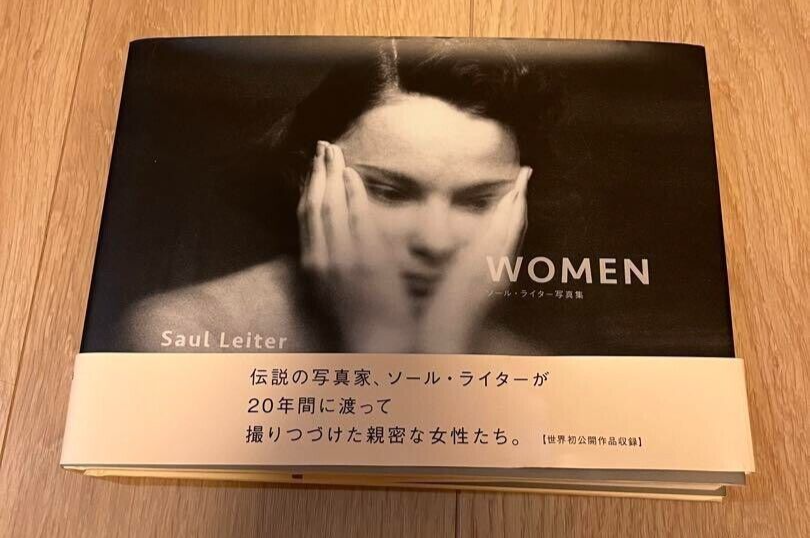 WOMEN
ソール・ライター写真集
Saul Leiter
伝説の写真家、ソール・ライターが
20年間に渡って
撮りつづけた親密な女性たち。
【世界初公開作品収録】